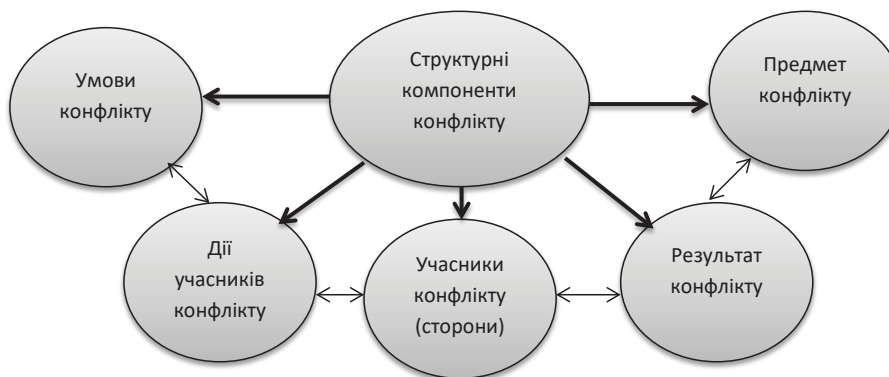 Умови
конфлікту
Структурні
компоненти
конфлікту
Предмет
конфлікту
Дії
учасників
конфлікту
Учасники
конфлікту
(сторони)
Результат
конфлікту